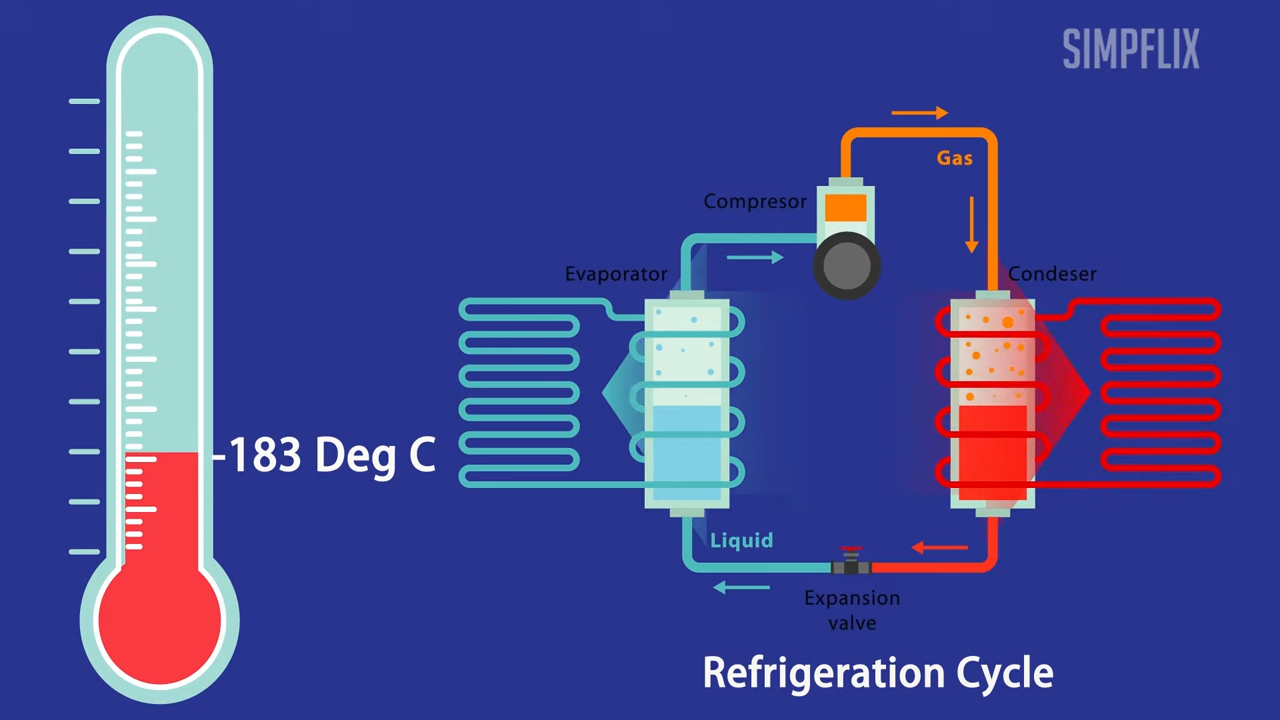 SIMPFLIX
Gas
Compresor
Evaporator
Condeser
-183 Deg C
Liquid
Expansion
valve
Refrigeration Cycle